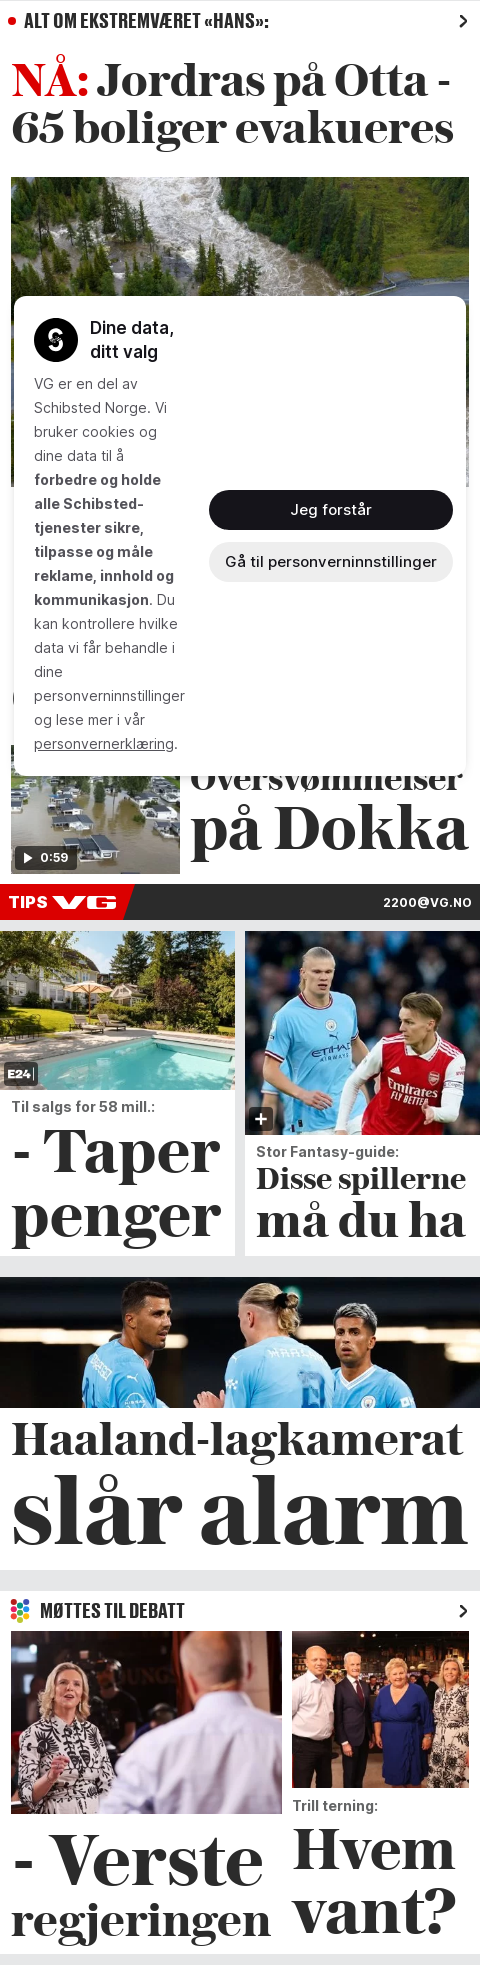 ALT OM EKSTREMVÆRET «HANS»:
NÅ: Jordras på Otta -
65 boliger evakueres
Dine data,
ditt valg
VG er en del av
Schibsted Norge. Vi
bruker cookies og
dine data til å
forbedre og holde
alle Schibsted-
tjenester sikre,
tilpasse og måle
reklame, innhold og
kommunikasjon. Du
kan kontrollere hvilke
data vi får behandle i
dine
personverninnstillinger
og lese mer i vår
personvernerklæring.
Jeg forstår
Gå til personverninnstillinger
0:59
Oversvømmelser
på Dokka
TIPS VG
2200@VG.NO
E24
Til salgs for 58 mill.:
- Taper
penger
ETIHAD
AIRWAYS
Emirates
FLY BETTER
Stor Fantasy-guide:
Disse spillerne
må du ha
Haaland-lagkamerat
slår alarm
MØTTES TIL DEBATT
- Verste
regjeringen
Trill terning:
Hvem
vant?